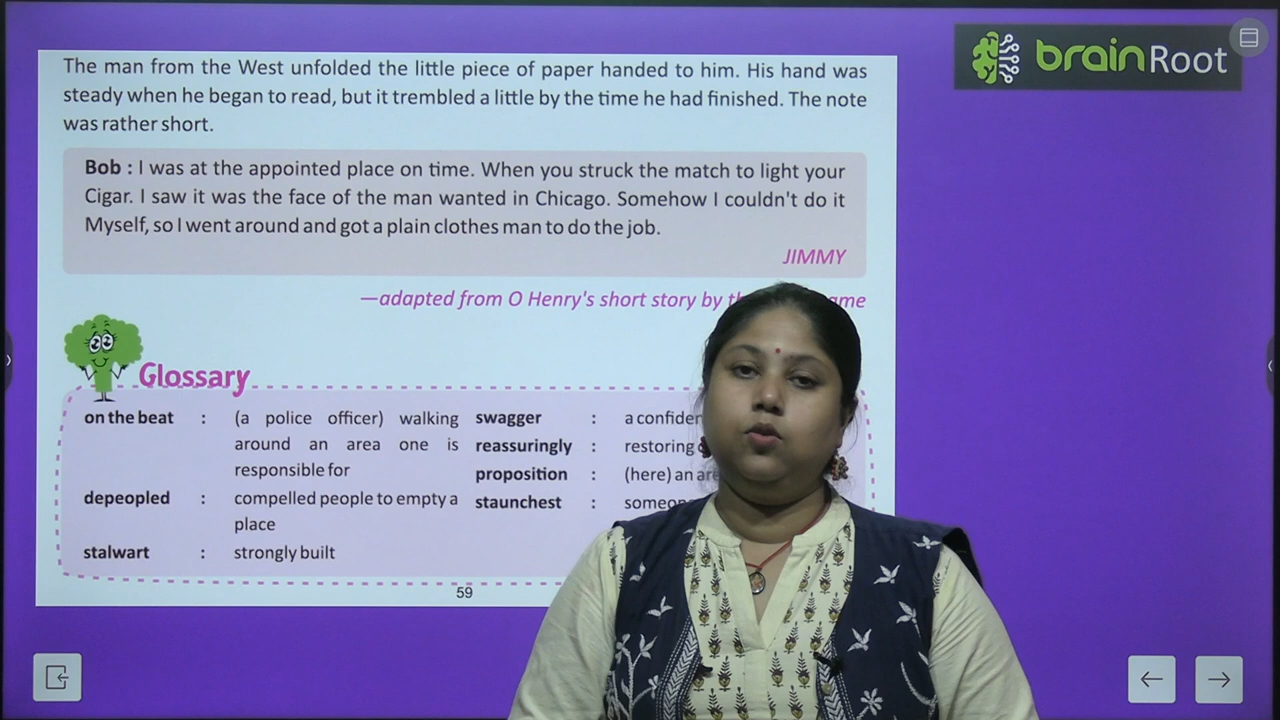 brainRoot
The man from the West unfolded the little piece of paper handed to him. His hand was
steady when he began to read, but it trembled a little by the time he had finished. The note
was rather short.
Bob : I was at the appointed place on time. When you struck the match to light your
Cigar. I saw it was the face of the man wanted in Chicago. Somehow I couldn't do it
Myself, so I went around and got a plain clothes man to do the job.
JIMMY
—adapted from O Henry's short story by
Glossary
on the beat : (a police officer) walking
around an area one is
responsible for
depeopled : compelled people to empty a
place
stalwart : strongly built
swagger : a
reassuringly : restoring
proposition : (here) an
staunchest :
59